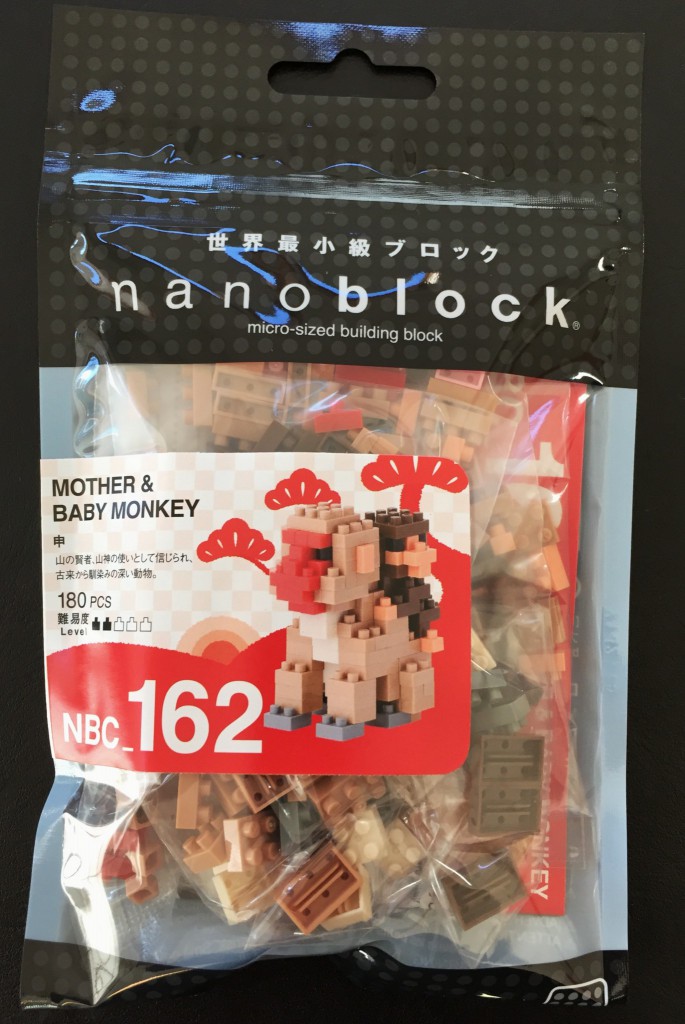 世界最小級ブロック
nanoblock®
micro-sized building block
MOTHER &
BABY MONKEY
申
山の賢者、山神の使いとして信じられ、
古来から馴染みの深い動物。
180 PCS
難易度
Level
NBC_162
MONKEY